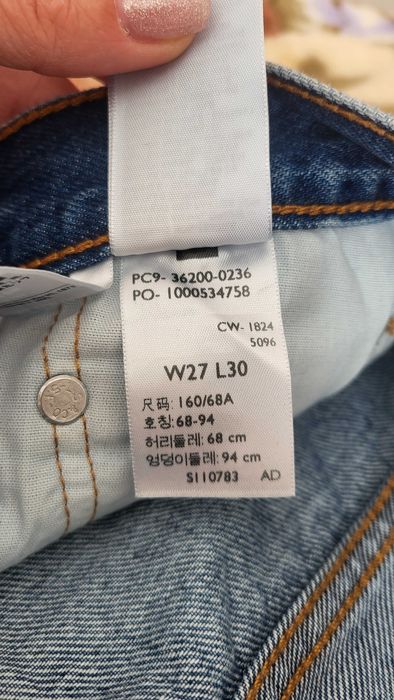 PC9- 36200-0236
PO- 1000534758
CW- 1824
5096
W27 L30
尺码: 160/68A
호칭: 68-94
허리둘레: 68 cm
엉덩이둘레: 94 cm
S110783 AD